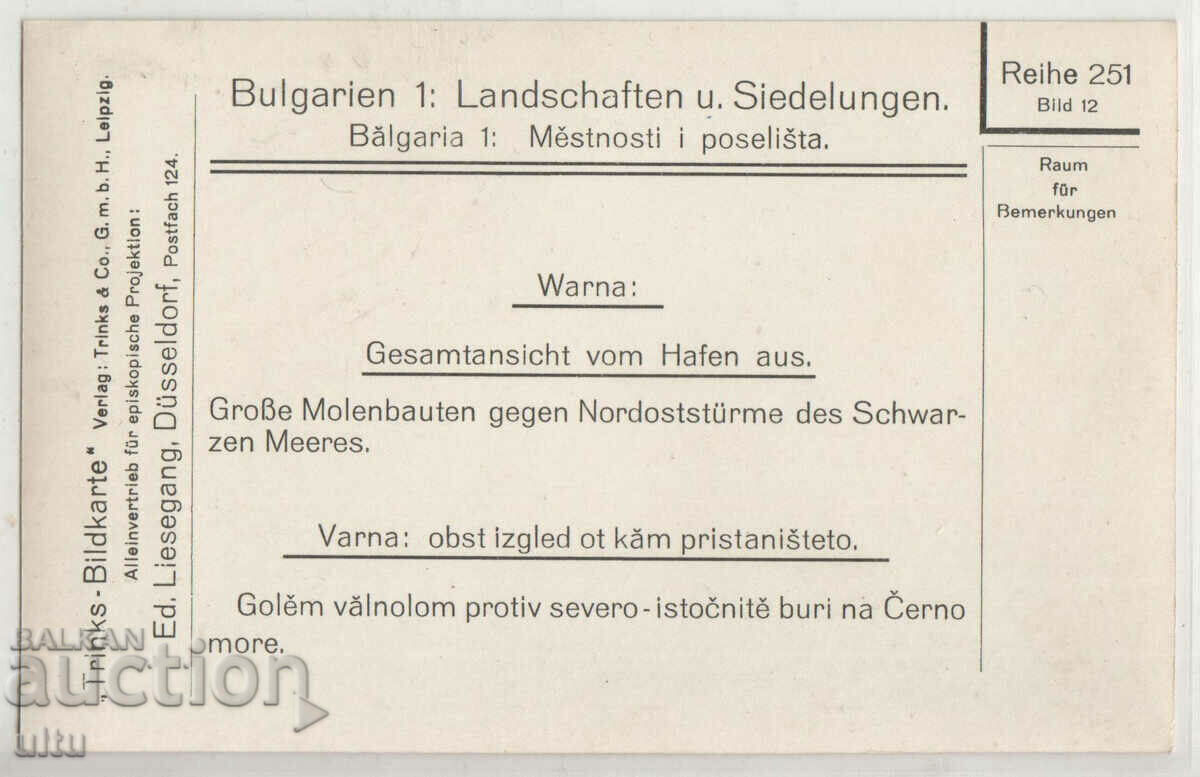 Bulgarien 1: Landschaften u. Siedelungen.
Bălgaria 1: Městnosti i poselišta.
Reihe 251
Bild 12
Raum
für
Bemerkungen
Warna:
Gesamtansicht vom Hafen aus.
Große Molenbauten gegen Nordoststürme des Schwar-
zen Meeres.
Varna: obst izgled ot kăm pristaništeto.
Golěm vălnolom protiv severo-istočnitě buri na Černo
more.
„Trinks-Bildkarte“ Verlag: Trinks & Co., G. m. b. H., Leipzig.
Alleinvertrieb für episkopische Projektion:
Ed. Liesegang, Düsseldorf, Postfach 124.
BALKAN
auction
ultu